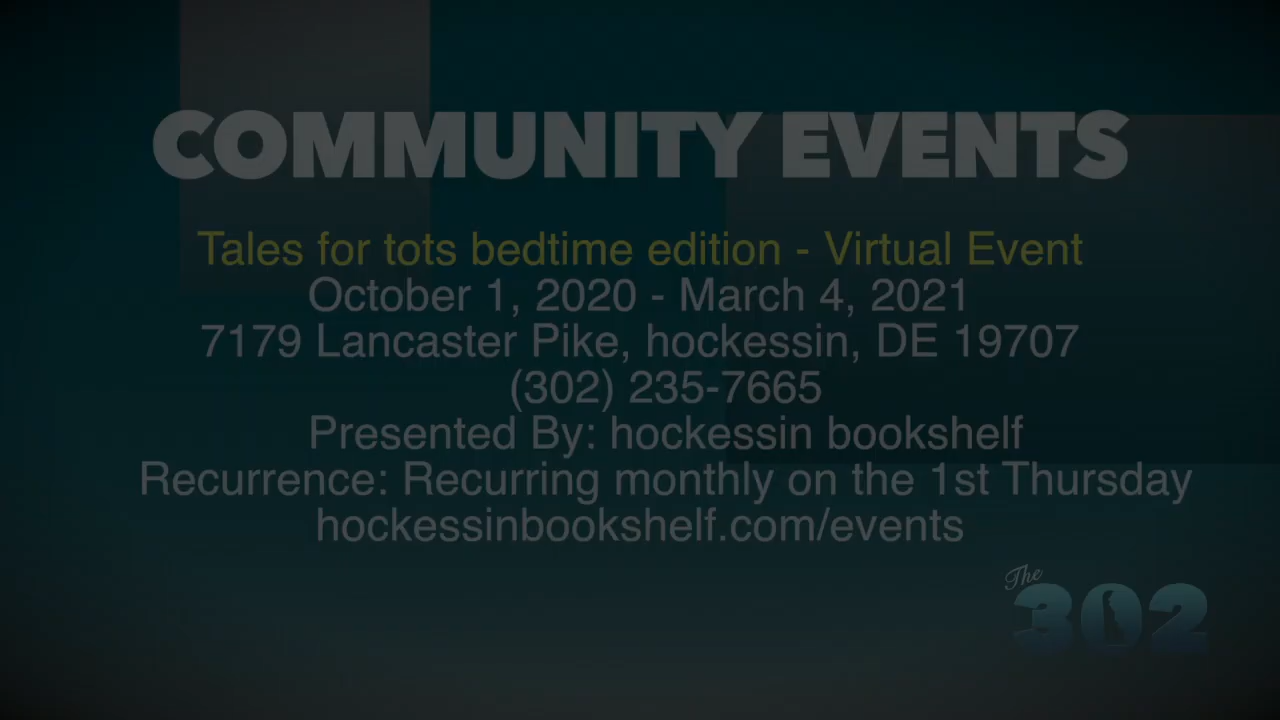 COMMUNITY EVENTS
Tales for tots bedtime edition - Virtual Event
October 1, 2020 - March 4, 2021
7179 Lancaster Pike, hockessin, DE 19707
(302) 235-7665
Presented By: hockessin bookshelf
Recurrence: Recurring monthly on the 1st Thursday
hockessinbookshelf.com/events
The
302